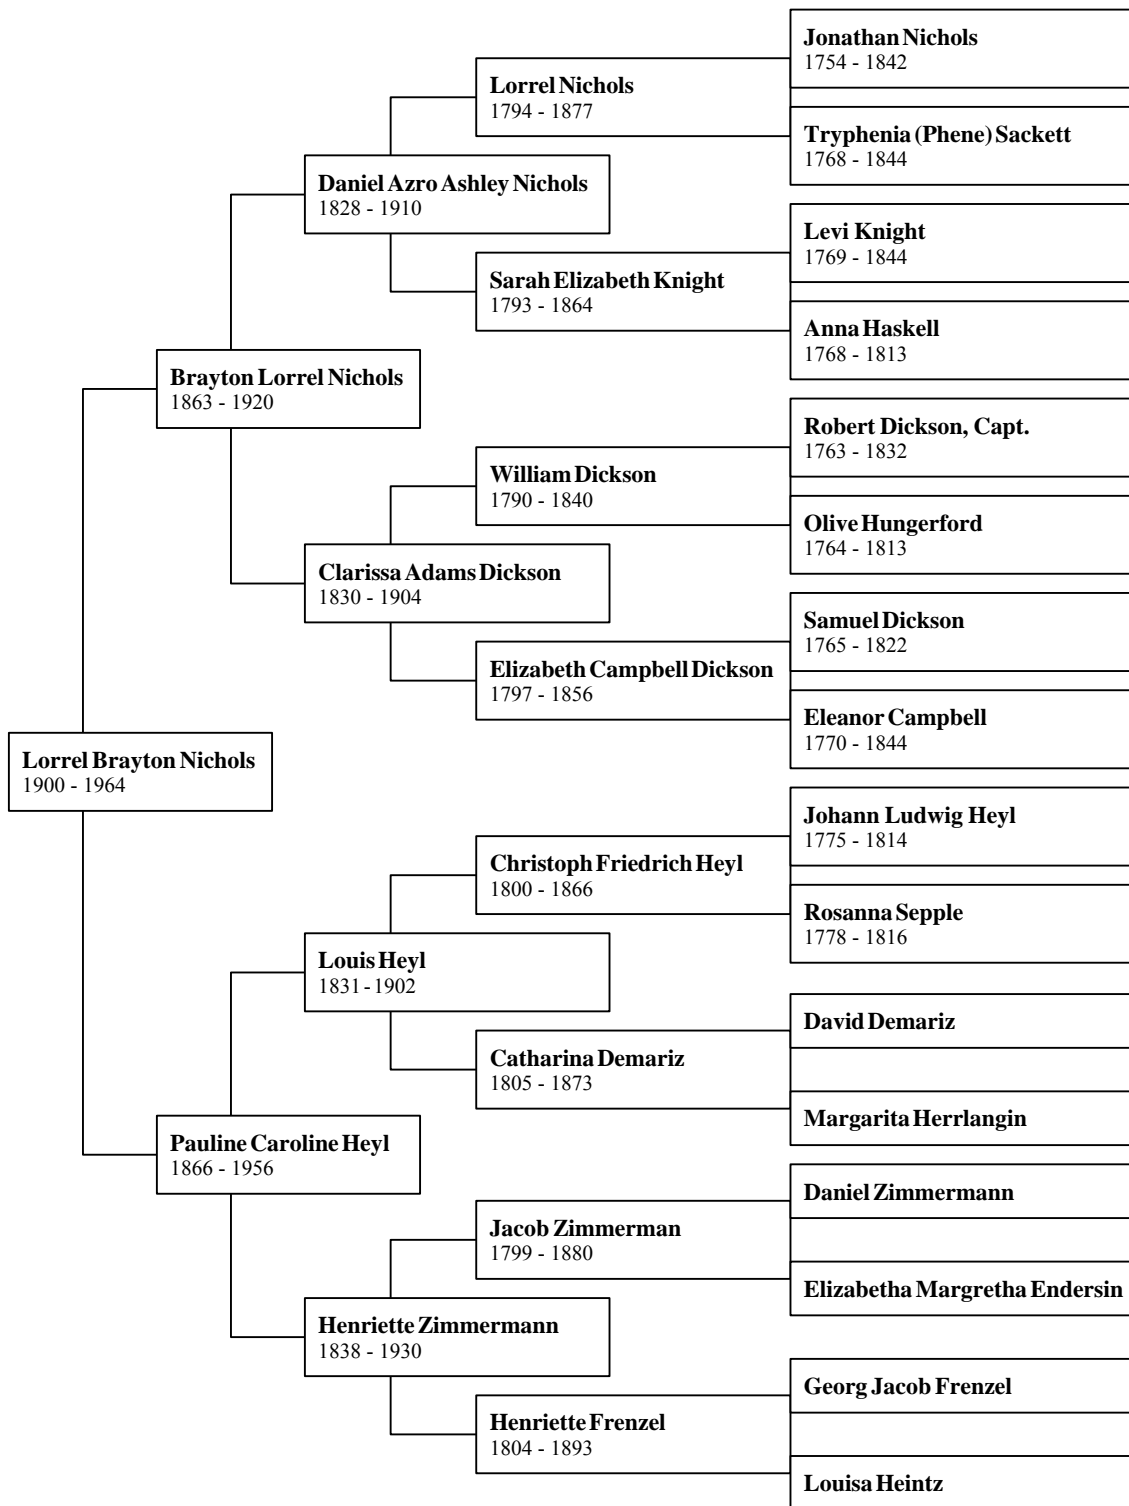 Jonathan Nichols
1754 - 1842
Lorrel Nichols
1794 - 1877
Tryphenia (Phene) Sackett
1768 - 1844
Daniel Azro Ashley Nichols
1828 - 1910
Levi Knight
1769 - 1844
Sarah Elizabeth Knight
1793 - 1864
Anna Haskell
1768 - 1813
Brayton Lorrel Nichols
1863 - 1920
Robert Dickson, Capt.
1763 - 1832
William Dickson
1790 - 1840
Olive Hungerford
1764 - 1813
Clarissa Adams Dickson
1830 - 1904
Samuel Dickson
1765 - 1822
Elizabeth Campbell Dickson
1797 - 1856
Eleanor Campbell
1770 - 1844
Lorrel Brayton Nichols
1900 - 1964
Johann Ludwig Heyl
1775 - 1814
Christoph Friedrich Heyl
1800 - 1866
Rosanna Sepple
1778 - 1816
Louis Heyl
1831 - 1902
David Demariz
Catharina Demariz
1805 - 1873
Margarita Herrlangin
Pauline Caroline Heyl
1866 - 1956
Daniel Zimmermann
Jacob Zimmerman
1799 - 1880
Elizabetha Margretha Endersin
Henriette Zimmermann
1838 - 1930
Georg Jacob Frenzel
Henriette Frenzel
1804 - 1893
Louisa Heintz